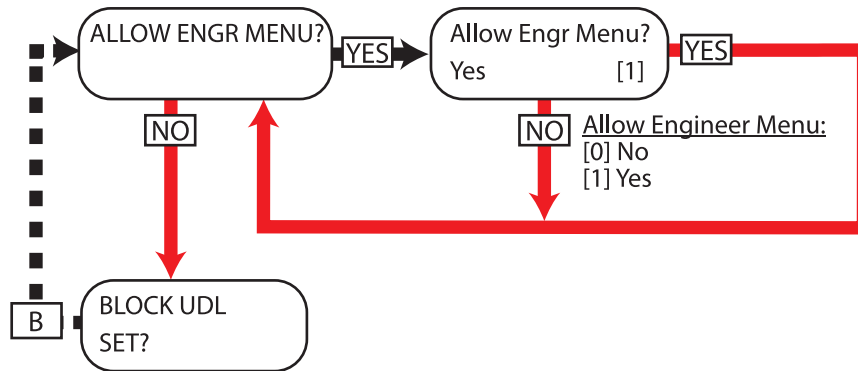 ALLOW ENGR MENU?
YES
Allow Engr Menu?
Yes [1]
YES
NO
NO
Allow Engineer Menu:
[0] No
[1] Yes
B
BLOCK UDL
SET?